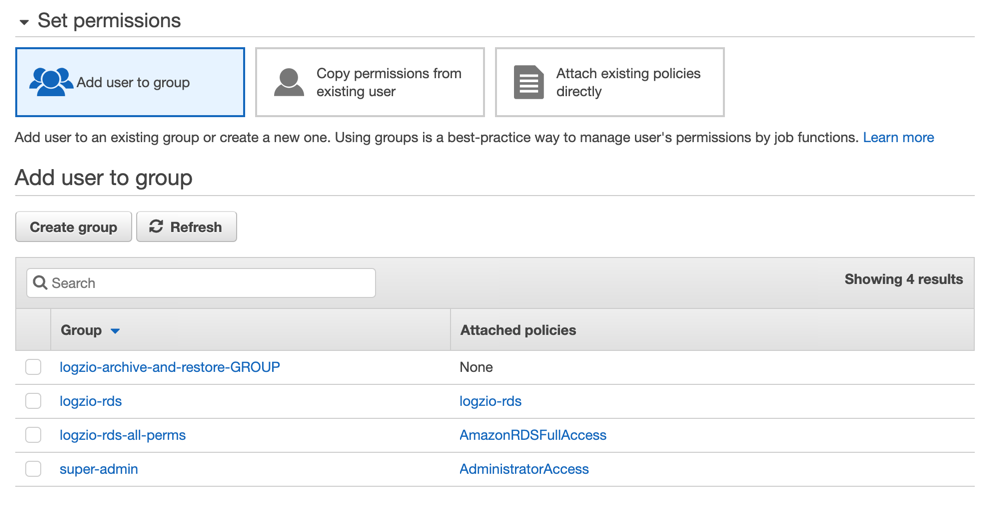 Set permissions
Add user to group
Copy permissions from
existing user
Attach existing policies
directly
Add user to an existing group or create a new one. Using groups is a best-practice way to manage user's permissions by job functions. Learn more
Add user to group
Create group
Refresh
Search
Showing 4 results
Group
Attached policies
logzio-archive-and-restore-GROUP
None
logzio-rds
logzio-rds
logzio-rds-all-perms
AmazonRDSFullAccess
super-admin
AdministratorAccess